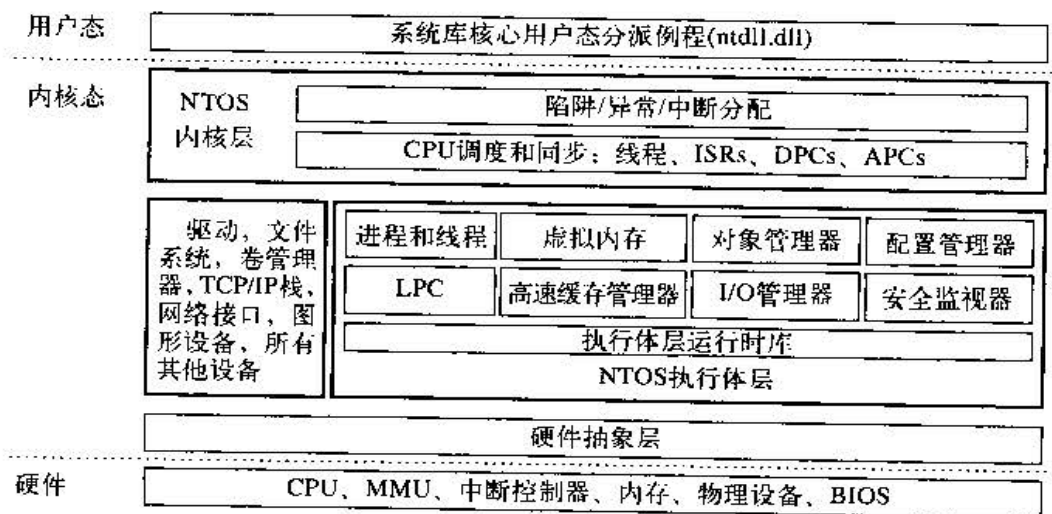 用户态
系统库核心用户态分派例程(ntdll.dll)
内核态
NTOS
内核层
陷阱/异常/中断分配
CPU调度和同步：线程、ISRs、DPCs、APCs
驱动，文件
系统，卷管理
器、TCP/IP栈，
网络接口，图
形设备，所有
其他设备
进程和线程
虚拟内存
对象管理器
配置管理器
LPC
高速缓存管理器
I/O管理器
安全监视器
执行体层运行时库
NTOS执行体层
硬件抽象层
硬件
CPU、MMU、中断控制器、内存、物理设备、BIOS